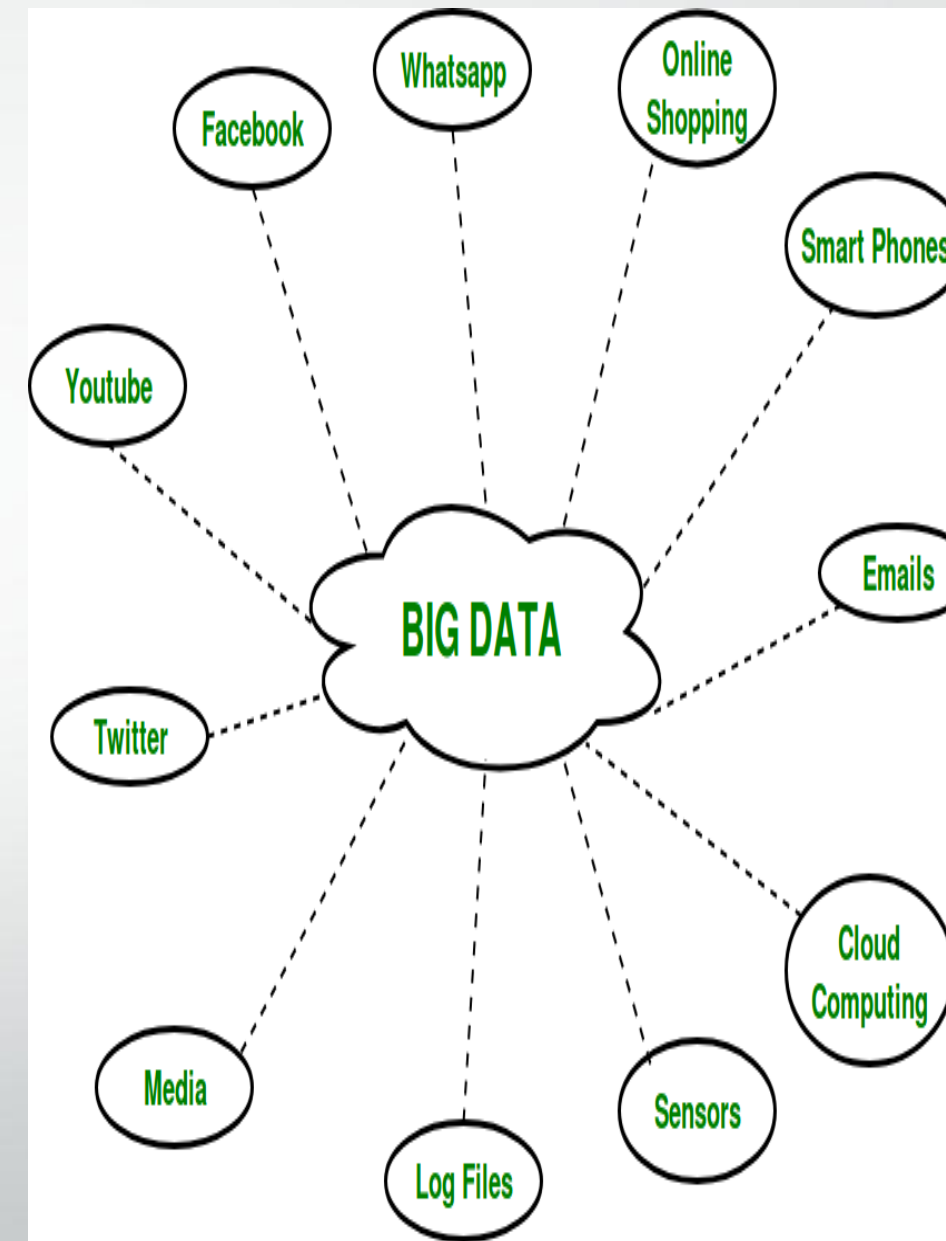 Whatsapp
Online
Shopping
Facebook
Smart Phones
Youtube
Emails
BIG DATA
Twitter
Cloud
Computing
Media
Sensors
Log Files